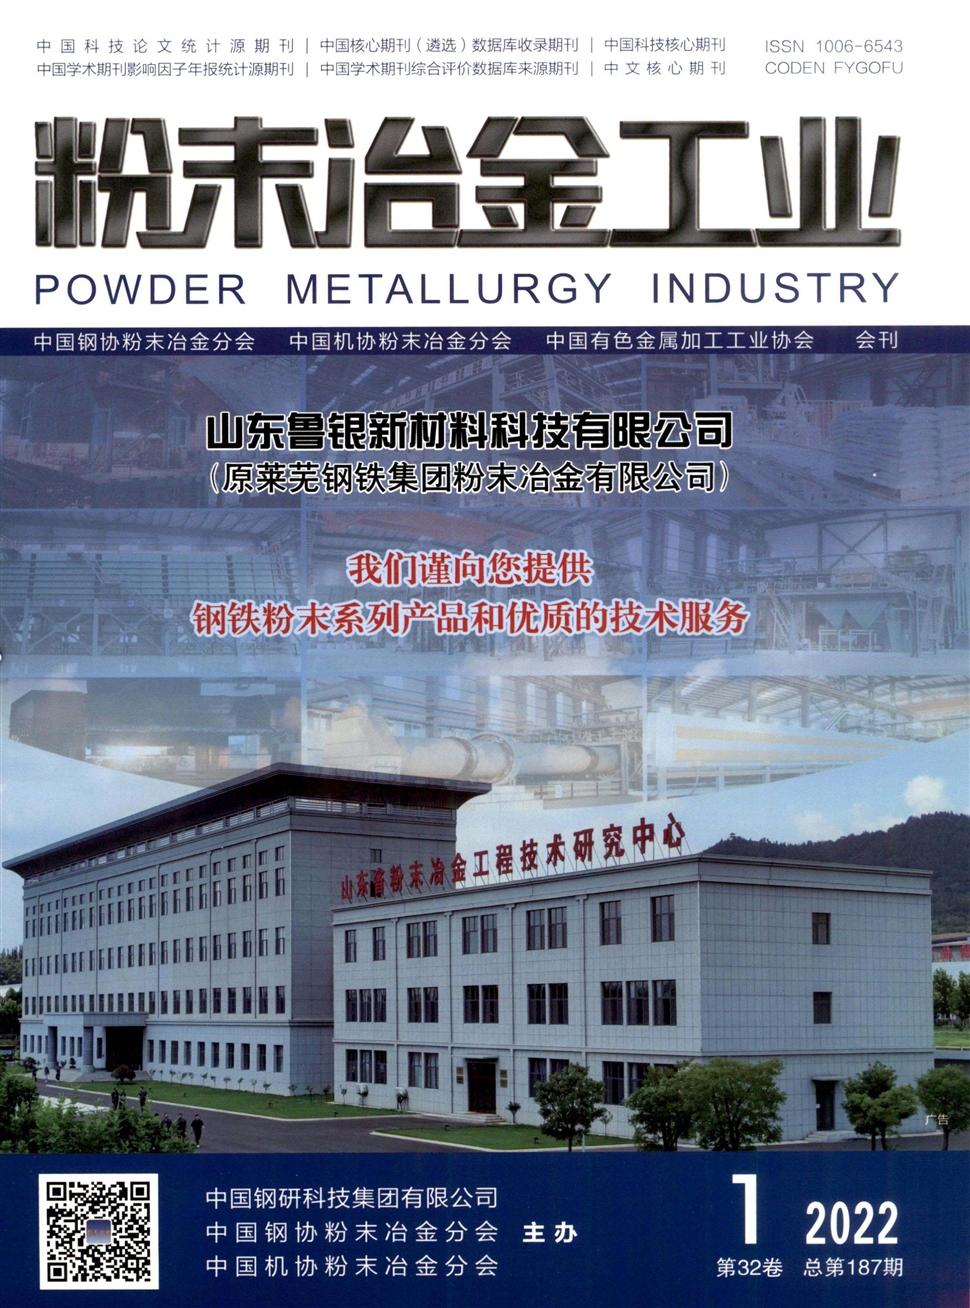 中国科技论文统计源期刊 | 中国核心期刊（遴选）数据库收录期刊 | 中国科技核心期刊 ISSN 1006-6543
中国学术期刊影响因子年报统计源期刊 | 中国学术期刊综合评价数据库来源期刊 | 中文核心期刊 CODEN FYGOFU
粉末冶金工业
POWDER METALLURGY INDUSTRY
中国钢协粉末冶金分会 中国机协粉末冶金分会 中国有色金属加工工业协会 会刊
山东鲁银新材料科技有限公司
（原莱芜钢铁集团粉末冶金有限公司）
我们谨向您提供
钢铁粉末系列产品和优质的技术服务
山东省粉末冶金工程技术研究中心
广告
中国钢研科技集团有限公司
中国钢协粉末冶金分会 主办
中国机协粉末冶金分会
1 2022
第32卷 总第187期